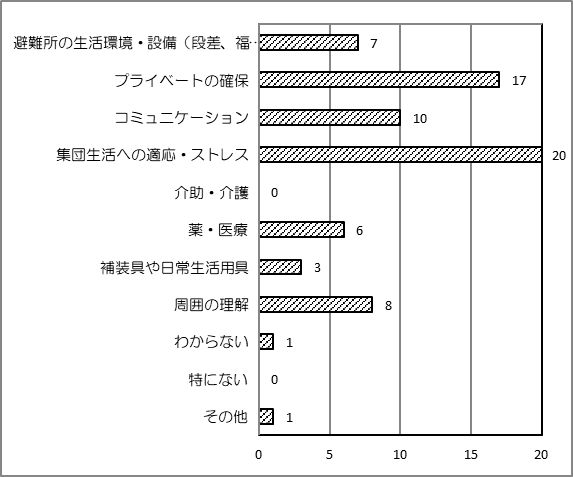 避難所の生活環境・設備（段差、福… 7
プライベートの確保 17
コミュニケーション 10
集団生活への適応・ストレス 20
介助・介護 0
薬・医療 6
補装具や日常生活用具 3
周囲の理解 8
わからない 1
特にない 0
その他 1
0 5 10 15 20